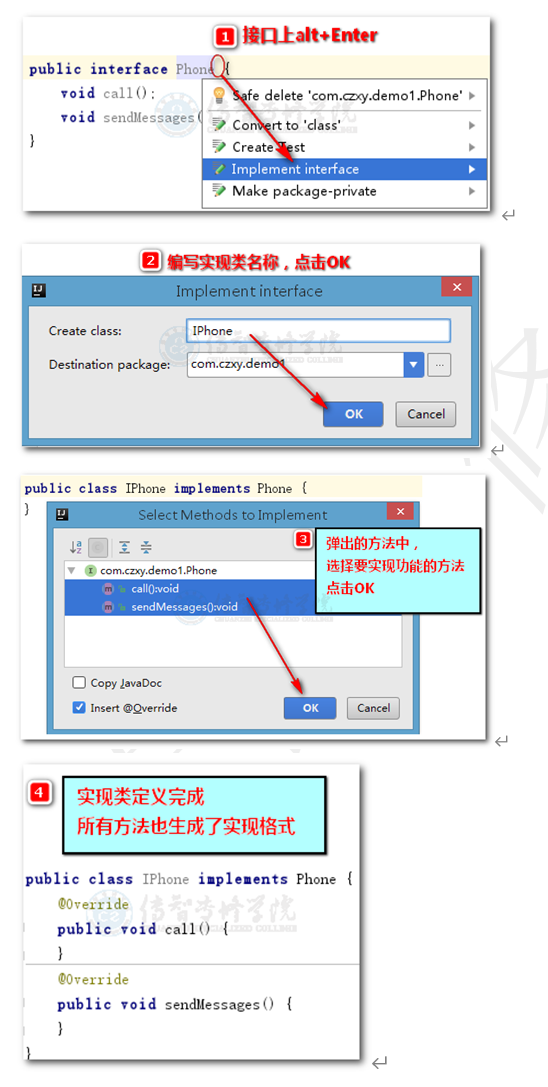 1 接口上alt+Enter
public interface Phone {
void call();
void sendMessages(
}
Safe delete 'com.czxy.demo1.Phone'
Convert to 'class'
Create Test
Implement interface
Make package-private
2 编写实现类名称，点击OK
Implement interface
Create class: IPhone
Destination package: com.czxy.demo1
OK Cancel
public class IPhone implements Phone {
}
Select Methods to Implement
3 弹出的方法中，
选择要实现功能的方法
点击OK
com.czxy.demo1.Phone
call():void
sendMessages():void
Copy JavaDoc
Insert @Override
OK Cancel
4 实现类定义完成
所有方法也生成了实现格式
public class IPhone implements Phone {
@Override
public void call() {
}
@Override
public void sendMessages() {
}
}